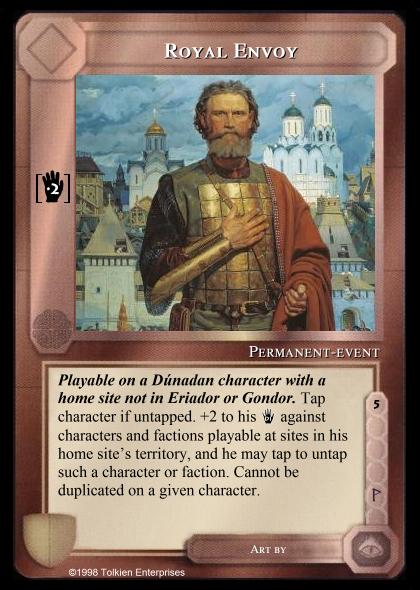 Royal Envoy
[2]
Permanent-event
Playable on a Dúnadan character with a
home site not in Eriador or Gondor. Tap
character if untapped. +2 to his against
characters and factions playable at sites in his
home site's territory, and he may tap to untap
such a character or faction. Cannot be
duplicated on a given character.
5
Art by
©1998 Tolkien Enterprises